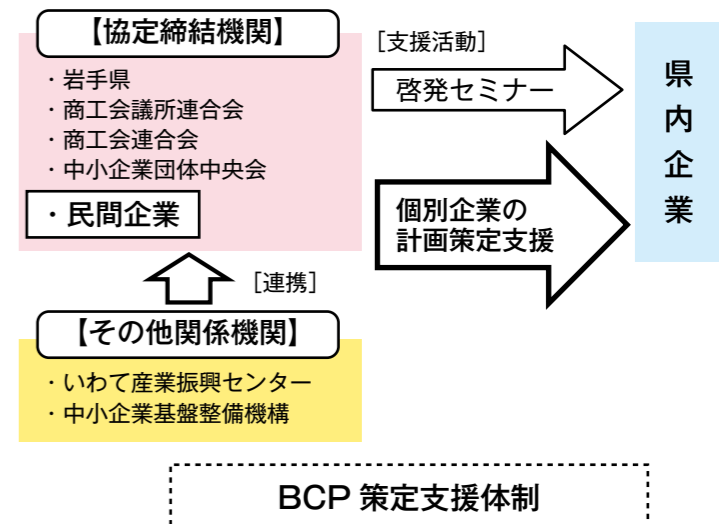 【協定締結機関】
・岩手県
・商工会議所連合会
・商工会連合会
・中小企業団体中央会
・民間企業
［支援活動］
啓発セミナー
個別企業の
計画策定支援
県内企業
［連携］
【その他関係機関】
・いわて産業振興センター
・中小企業基盤整備機構
BCP 策定支援体制